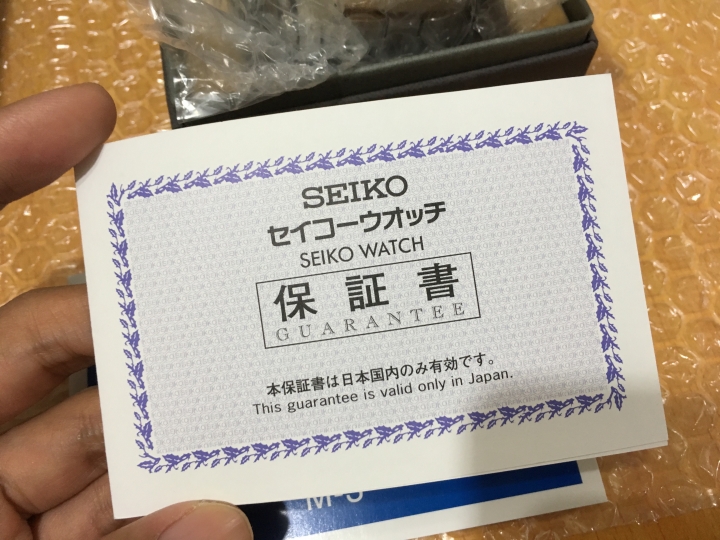 SEIKO
セイコーウオッチ
SEIKO WATCH
保証書
GUARANTEE
本保証書は日本国内のみ有効です。
This guarantee is valid only in Japan.